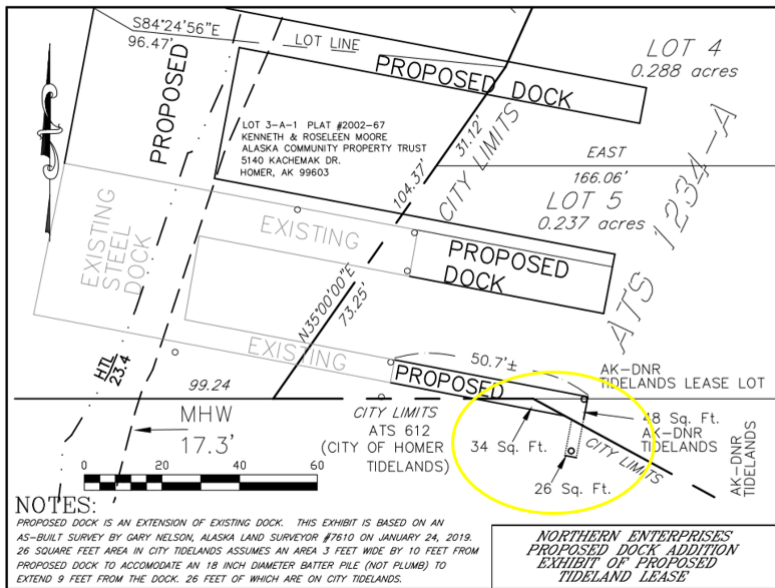 S84°24'56"E
96.47'
LOT LINE
LOT 4
0.288 acres
PROPOSED
PROPOSED DOCK
LOT 3-A-1 PLAT #2002-67
KENNETH & ROSELEEN MOORE
ALASKA COMMUNITY PROPERTY TRUST
5140 KACHEMAK DR.
HOMER, AK 99603
31.12'
CITY LIMITS
104.37'
EAST
166.06'
LOT 5
0.237 acres
ATS 1234-A
EXISTING
STEEL
DOCK
EXISTING
PROPOSED
DOCK
N35°00'00"E
73.25'
EXISTING
PROPOSED
50.7'±
HTL
23.4
99.24
AK-DNR
TIDELANDS LEASE LOT
MHW
17.3'
CITY LIMITS
ATS 612
(CITY OF HOMER
TIDELANDS)
34 Sq. Ft.
48 Sq. Ft.
AK-DNR
TIDELANDS
CITY LIMITS
26 Sq. Ft.
AK-DNR
TIDELANDS
0 10 20 40 60
NOTES:
PROPOSED DOCK IS AN EXTENSION OF EXISTING DOCK. THIS EXHIBIT IS BASED ON AN
AS-BUILT SURVEY BY GARY NELSON, ALASKA LAND SURVEYOR #7610 ON JANUARY 24, 2019.
26 SQUARE FEET AREA IN CITY TIDELANDS ASSUMES AN AREA 3 FEET WIDE BY 10 FEET FROM
PROPOSED DOCK TO ACCOMODATE AN 18 INCH DIAMETER BATTER PILE (NOT PLUMB) TO
EXTEND 9 FEET FROM THE DOCK. 26 FEET OF WHICH ARE ON CITY TIDELANDS.
NORTHERN ENTERPRISES
PROPOSED DOCK ADDITION
EXHIBIT OF PROPOSED
TIDELAND LEASE